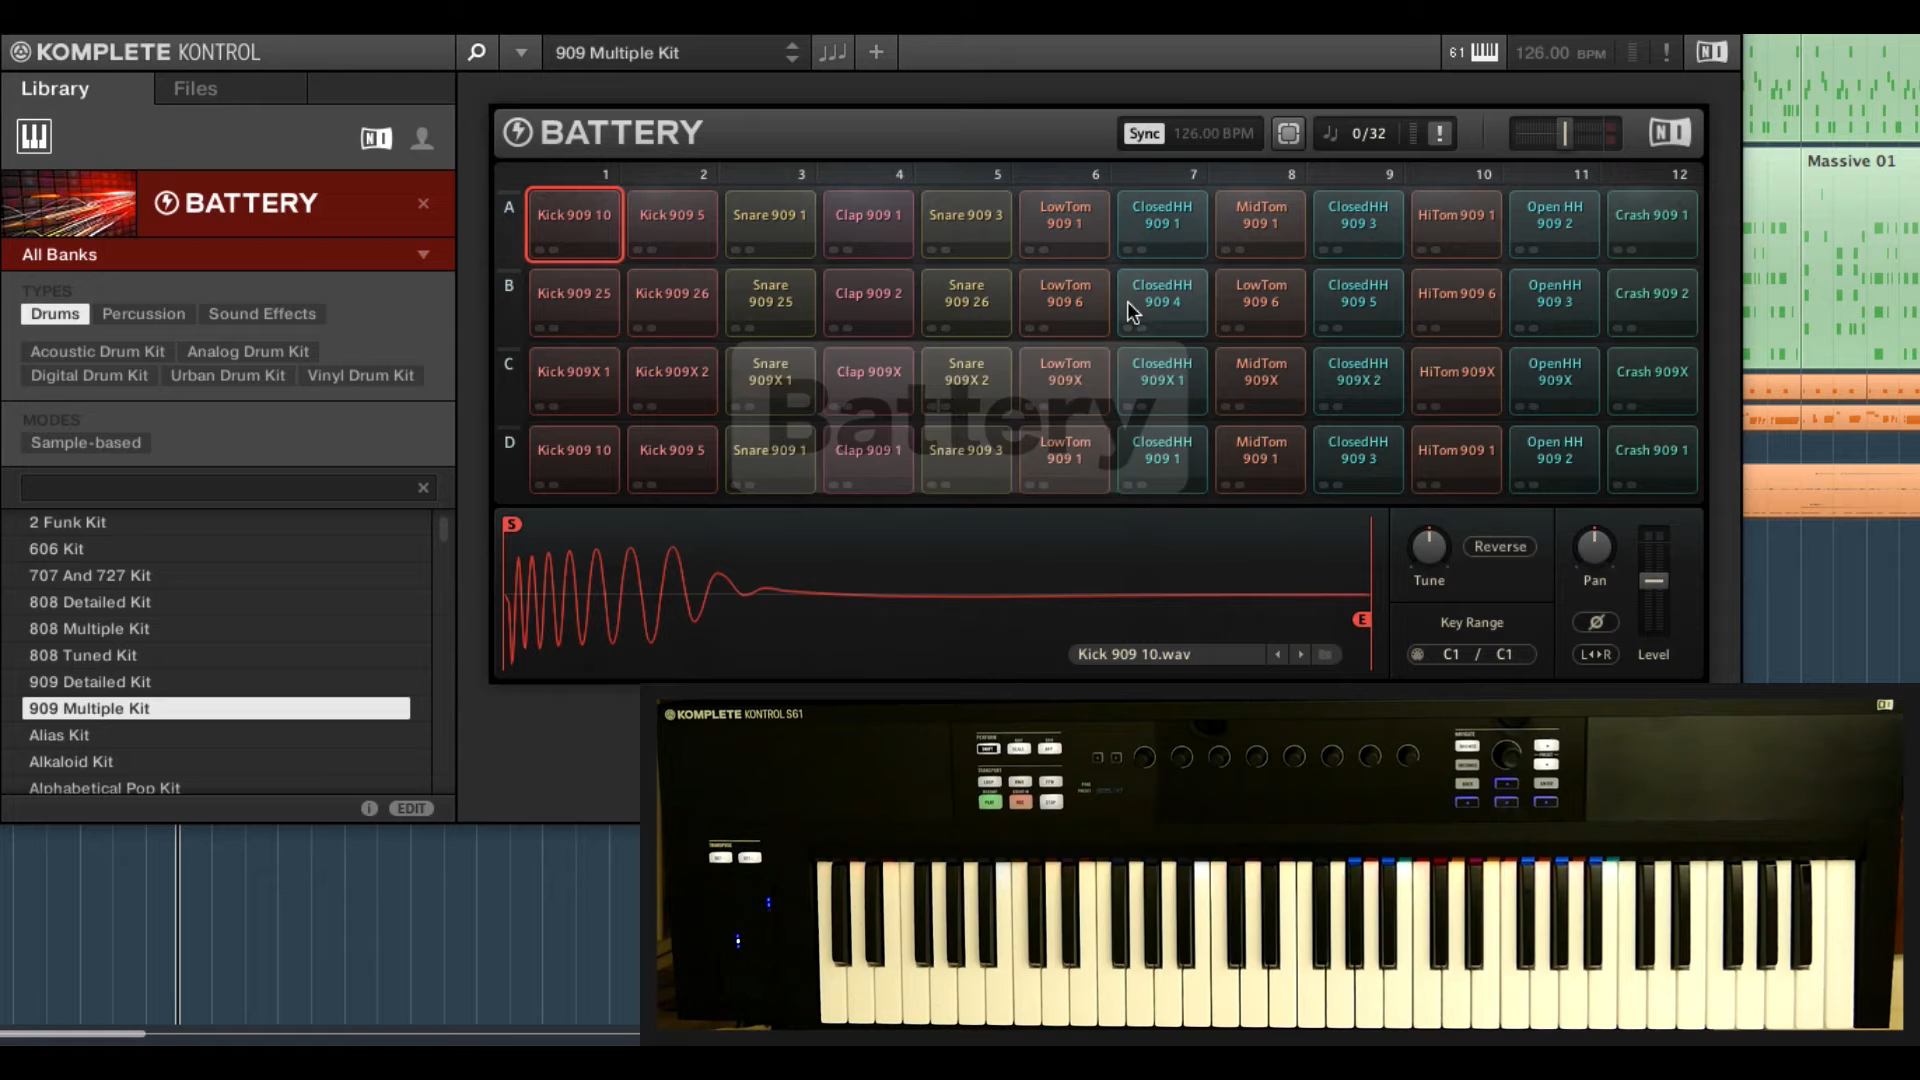 KOMPLETE KONTROL
909 Multiple Kit
61
126.00 BPM
!
Library
Files
BATTERY
All Banks
TYPES
Drums Percussion Sound Effects
Acoustic Drum Kit Analog Drum Kit
Digital Drum Kit Urban Drum Kit Vinyl Drum Kit
MODES
Sample-based
2 Funk Kit
606 Kit
707 And 727 Kit
808 Detailed Kit
808 Multiple Kit
808 Tuned Kit
909 Detailed Kit
909 Multiple Kit
Alias Kit
Alkaloid Kit
Alphabetical Pop Kit
EDIT
BATTERY
Sync 126.00 BPM
0/32
!
1 2 3 4 5 6 7 8 9 10 11 12
A
Kick 909 10
Kick 909 5
Snare 909 1
Clap 909 1
Snare 909 3
LowTom
909 1
ClosedHH
909 1
MidTom
909 1
ClosedHH
909 3
HiTom 909 1
Open HH
909 2
Crash 909 1
B
Kick 909 25
Kick 909 26
Snare
909 25
Clap 909 2
Snare
909 26
LowTom
909 6
ClosedHH
909 4
LowTom
909 6
ClosedHH
909 5
HiTom 909 6
OpenHH
909 3
Crash 909 2
C
Kick 909X 1
Kick 909X 2
Snare
909X 1
Clap 909X
Snare
909X 2
LowTom
909X
ClosedHH
909X 1
MidTom
909X
ClosedHH
909X 2
HiTom 909X
OpenHH
909X
Crash 909X
D
Kick 909 10
Kick 909 5
Snare 909 1
Clap 909 1
Snare 909 3
LowTom
909 1
ClosedHH
909 1
MidTom
909 1
ClosedHH
909 3
HiTom 909 1
Open HH
909 2
Crash 909 1
Battery
S
E
Kick 909 10.wav
Tune
Reverse
Key Range
C1 / C1
Pan
L R
Level
Massive 01
KOMPLETE KONTROL S61